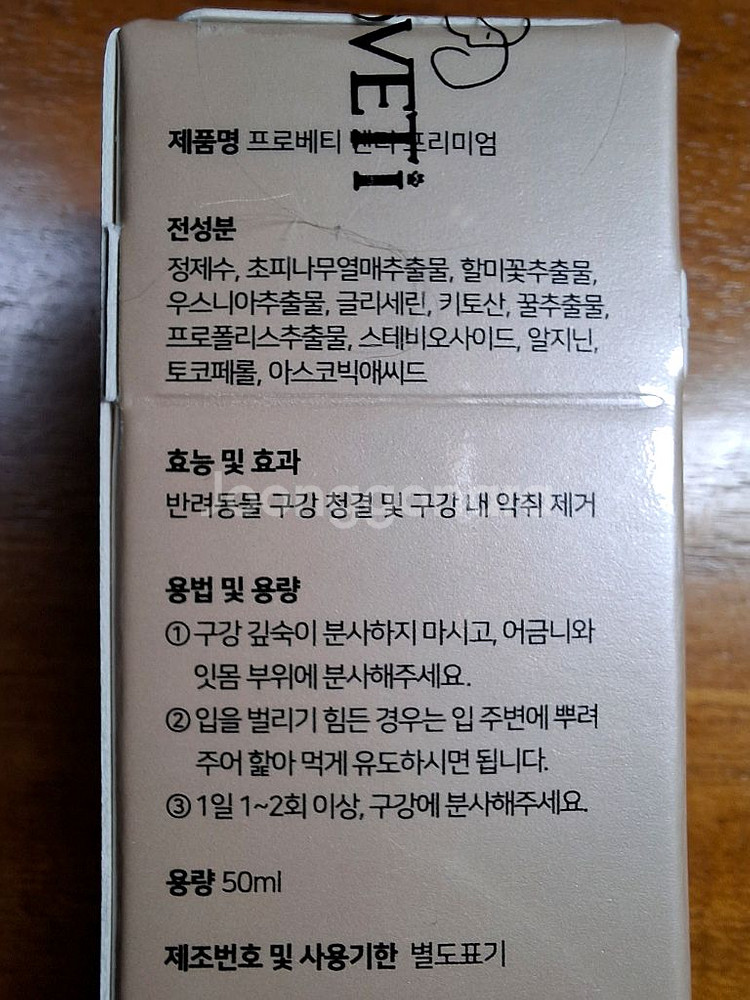 VETi
제품명 프로베티 덴티 프리미엄
전성분
정제수, 초피나무열매추출물, 할미꽃추출물,
우스니아추출물, 글리세린, 키토산, 꿀추출물,
프로폴리스추출물, 스테비오사이드, 알지닌,
토코페롤, 아스코빅애씨드
효능 및 효과
반려동물 구강 청결 및 구강 내 악취 제거
용법 및 용량
① 구강 깊숙이 분사하지 마시고, 어금니와
잇몸 부위에 분사해주세요.
② 입을 벌리기 힘든 경우는 입 주변에 뿌려
주어 핥아 먹게 유도하시면 됩니다.
③ 1일 1~2회 이상, 구강에 분사해주세요.
용량 50ml
제조번호 및 사용기한 별도표기